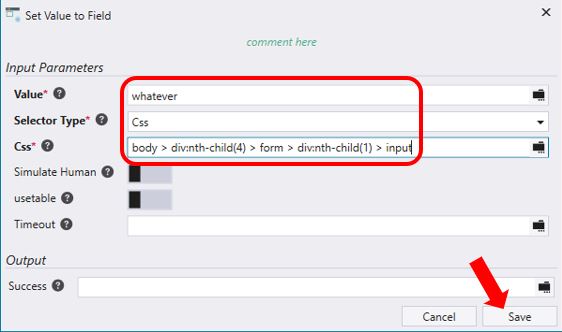 Set Value to Field
comment here
Input Parameters
Value* ? whatever
Selector Type* ? Css
Css* ? body > div:nth-child(4) > form > div:nth-child(1) > input
Simulate Human ?
usetable ?
Timeout ?
Output
Success ?
Cancel Save